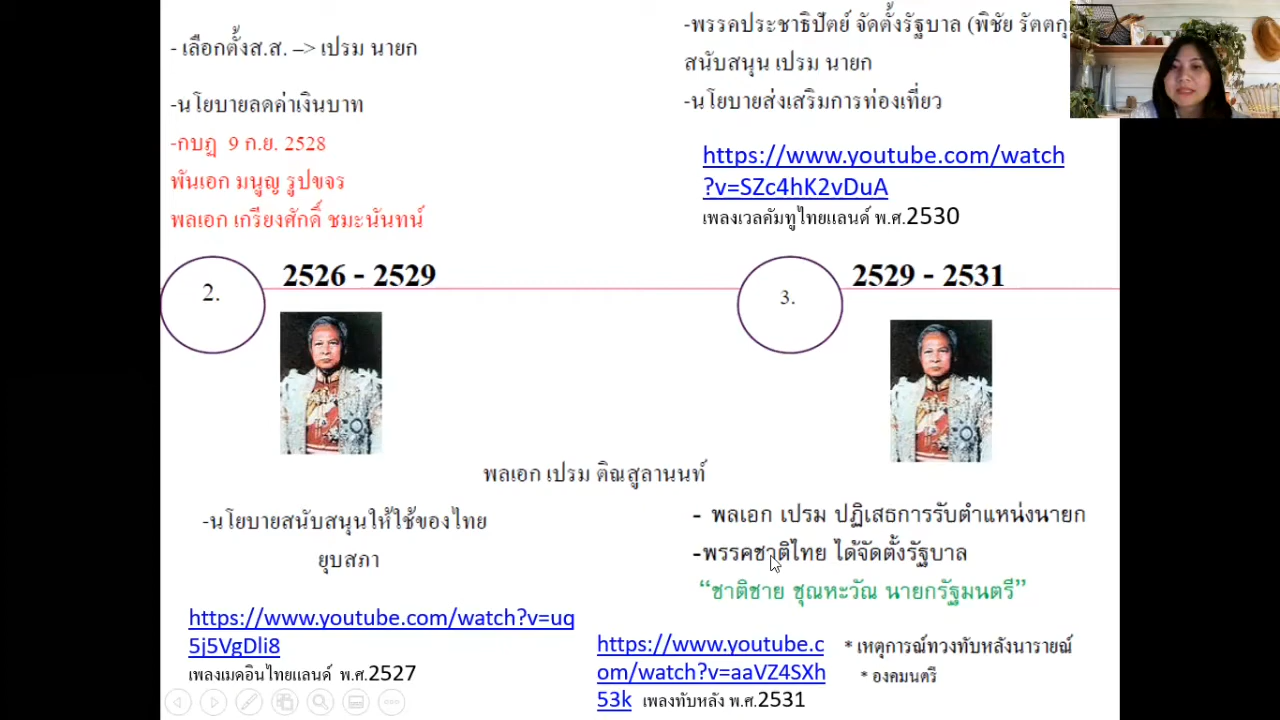 - เลือกตั้งส.ส. –> เปรม นายก
-นโยบายลดค่าเงินบาท
-กบฏ 9 ก.ย. 2528
พันเอก มนูญ รูปขจร
พลเอก เกรียงศักดิ์ ชมะนันทน์
-พรรคประชาธิปัตย์ จัดตั้งรัฐบาล (พิชัย รัตตกุ
สนับสนุน เปรม นายก
-นโยบายส่งเสริมการท่องเที่ยว
https://www.youtube.com/watch
?v=SZc4hK2vDuA
เพลงเวลคัมทูไทยแลนด์ พ.ศ.2530
2.
2526 - 2529
3.
2529 - 2531
พลเอก เปรม ติณสูลานนท์
-นโยบายสนับสนุนให้ใช้ของไทย
ยุบสภา
https://www.youtube.com/watch?v=uq
5j5VgDli8
เพลงเมดอินไทยแลนด์ พ.ศ.2527
- พลเอก เปรม ปฏิเสธการรับตำแหน่งนายก
-พรรคชาติไทย ได้จัดตั้งรัฐบาล
“ชาติชาย ชุณหะวัณ นายกรัฐมนตรี”
https://www.youtube.c
om/watch?v=aaVZ4SXh
53k เพลงทับหลัง พ.ศ.2531
* เหตุการณ์ทวงทับหลังนารายณ์
* องคมนตรี